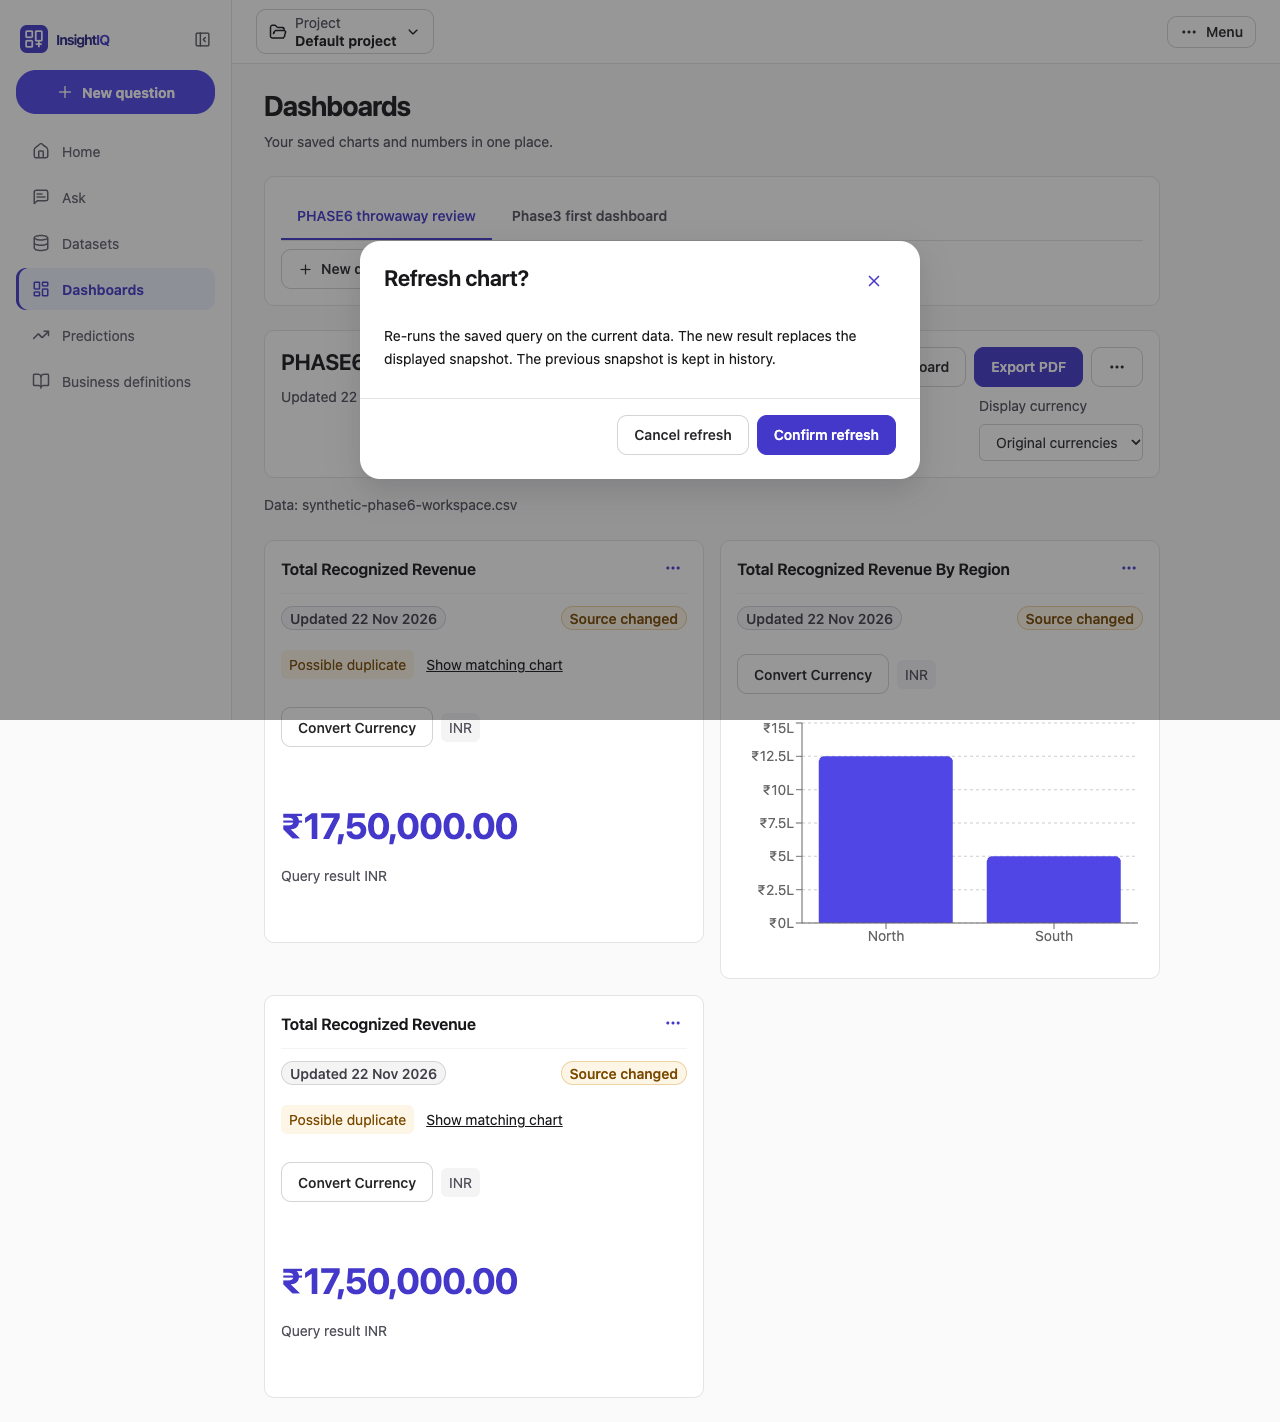 InsightIQ
New question
Home
Ask
Datasets
Dashboards
Predictions
Business definitions
Project
Default project
Menu
Dashboards
Your saved charts and numbers in one place.
PHASE6 throwaway review
Phase3 first dashboard
New
Refresh chart?
Re-runs the saved query on the current data. The new result replaces the
displayed snapshot. The previous snapshot is kept in history.
Cancel refresh
Confirm refresh
PHASE6
Updated 22
Export PDF
Display currency
Original currencies
Data: synthetic-phase6-workspace.csv
Total Recognized Revenue
Updated 22 Nov 2026
Source changed
Possible duplicate
Show matching chart
Convert Currency
INR
₹17,50,000.00
Query result INR
Total Recognized Revenue By Region
Updated 22 Nov 2026
Source changed
Convert Currency
INR
₹15L
₹12.5L
₹10L
₹7.5L
₹5L
₹2.5L
₹0L
North
South
Total Recognized Revenue
Updated 22 Nov 2026
Source changed
Possible duplicate
Show matching chart
Convert Currency
INR
₹17,50,000.00
Query result INR